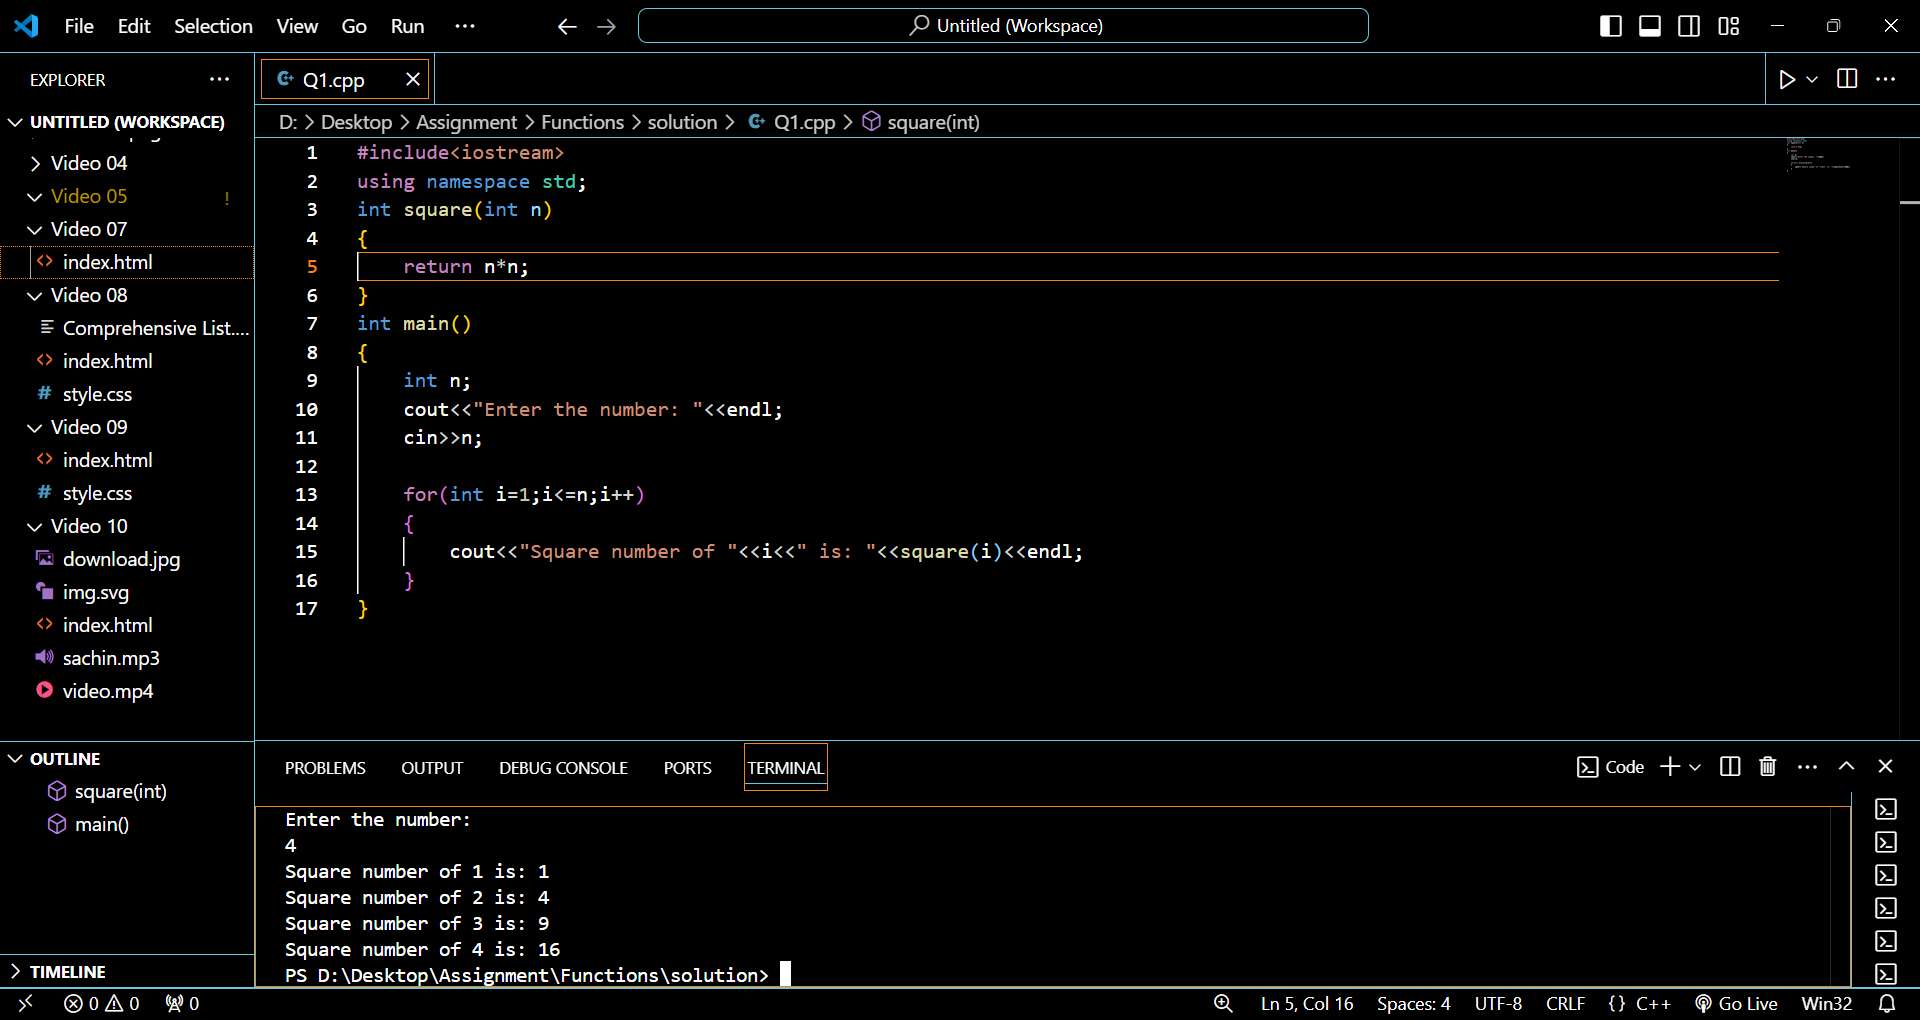 File Edit Selection View Go Run ···
Untitled (Workspace)
EXPLORER ···
UNTITLED (WORKSPACE)
Video 04
Video 05 !
Video 07
index.html
Video 08
Comprehensive List....
index.html
style.css
Video 09
index.html
style.css
Video 10
download.jpg
img.svg
index.html
sachin.mp3
video.mp4
OUTLINE
square(int)
main()
TIMELINE
Q1.cpp
D: > Desktop > Assignment > Functions > solution > Q1.cpp > square(int)
1 #include<iostream>
2 using namespace std;
3 int square(int n)
4 {
5 return n*n;
6 }
7 int main()
8 {
9 int n;
10 cout<<"Enter the number: "<<endl;
11 cin>>n;
12
13 for(int i=1;i<=n;i++)
14 {
15 cout<<"Square number of "<<i<<" is: "<<square(i)<<endl;
16 }
17 }
PROBLEMS OUTPUT DEBUG CONSOLE PORTS TERMINAL
Code
Enter the number:
4
Square number of 1 is: 1
Square number of 2 is: 4
Square number of 3 is: 9
Square number of 4 is: 16
PS D:\Desktop\Assignment\Functions\solution>
0 0 0
Ln 5, Col 16 Spaces: 4 UTF-8 CRLF {} C++ Go Live Win32